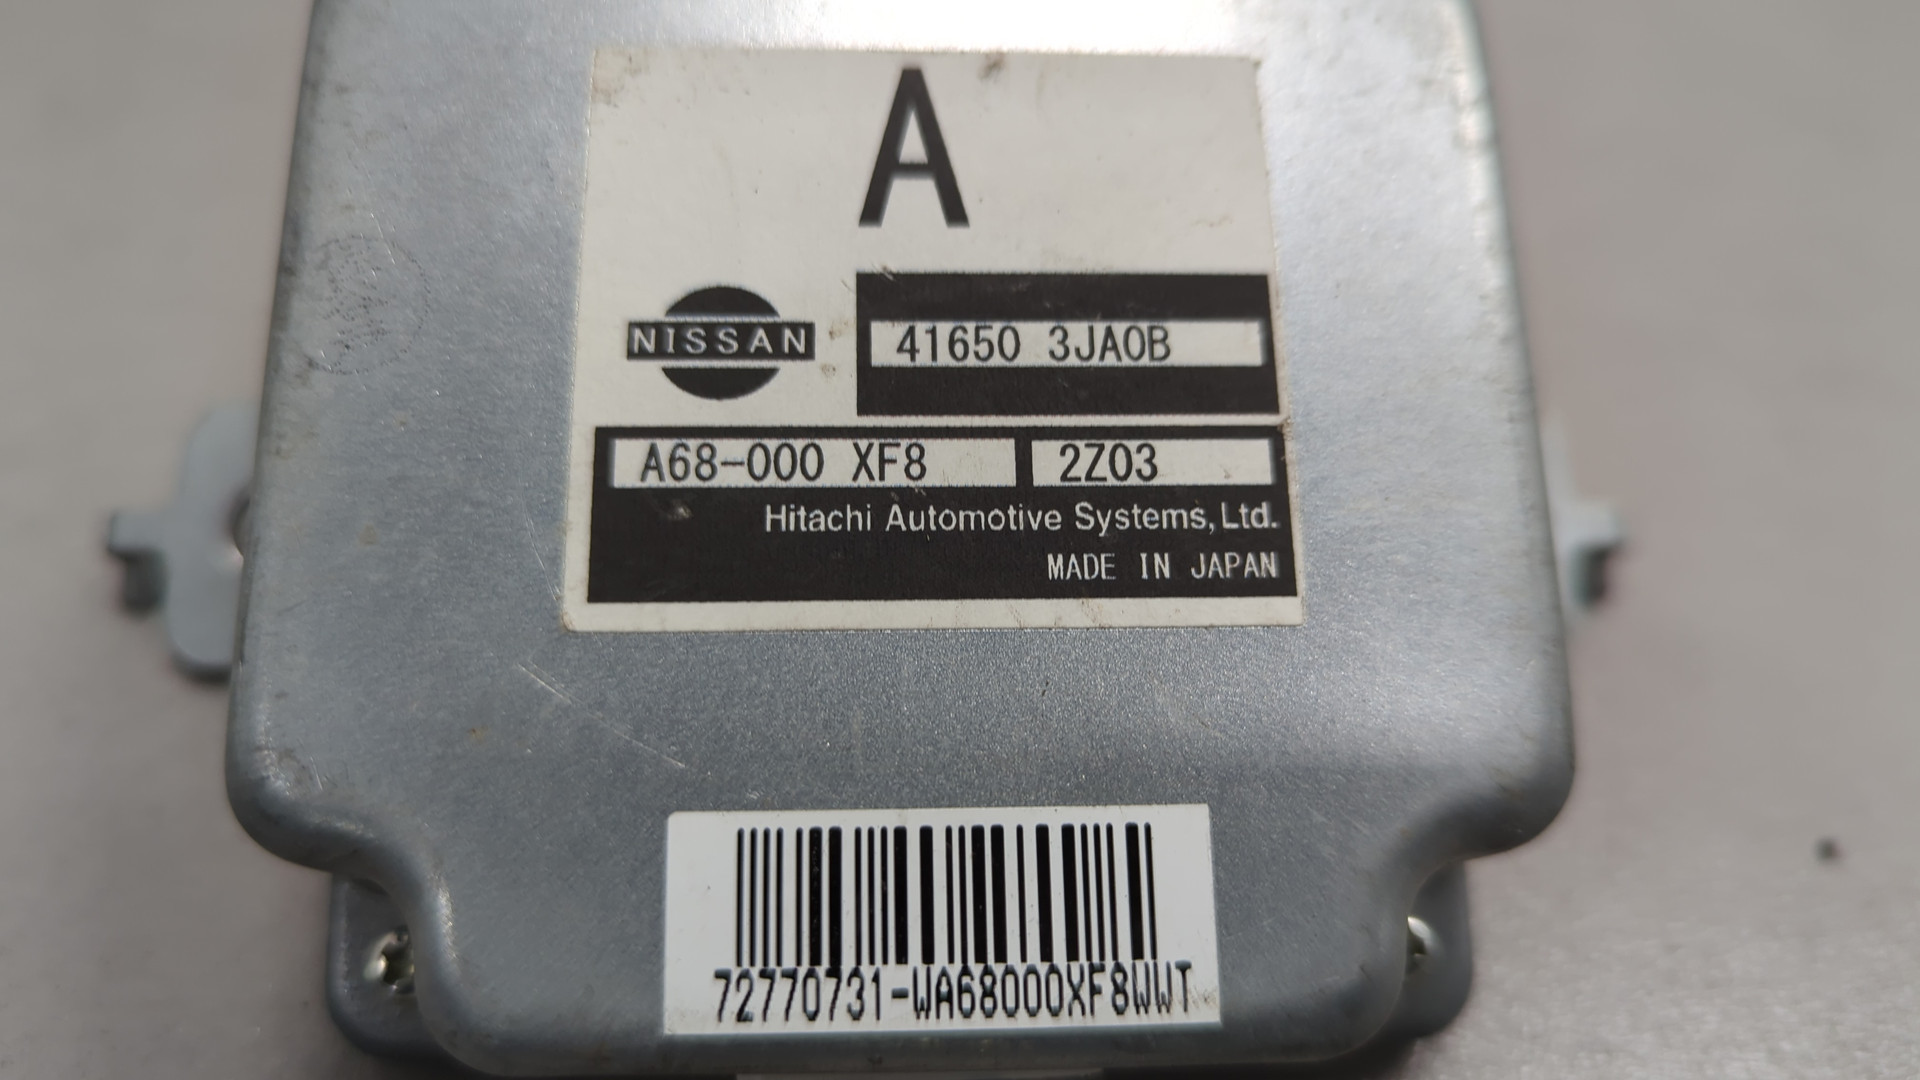 A
NISSAN
41650 3JA0B
A68-000 XF8
2Z03
Hitachi Automotive Systems, Ltd.
MADE IN JAPAN
72770731-WA68000XF8WWT